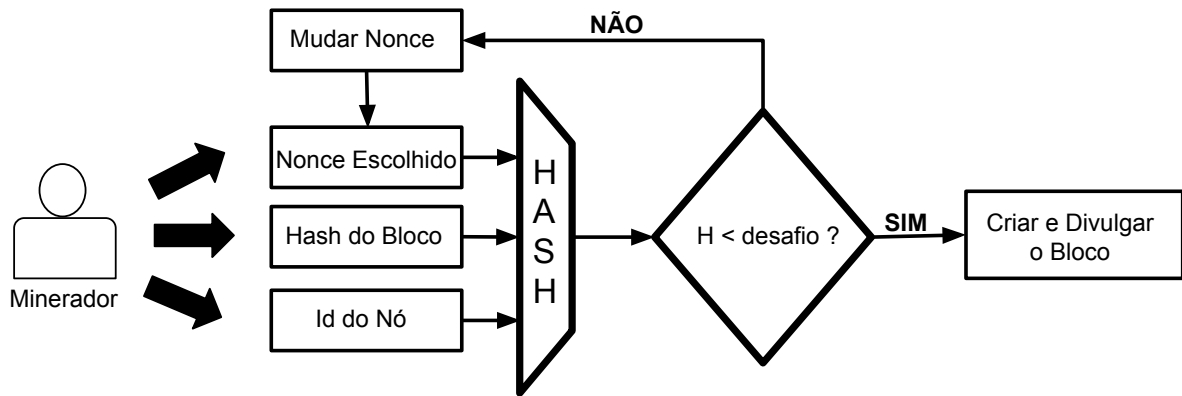 Mudar Nonce
NÃO
Nonce Escolhido
Hash do Bloco
Id do Nó
Minerador
H
A
S
H
H < desafio ?
SIM
Criar e Divulgar
o Bloco